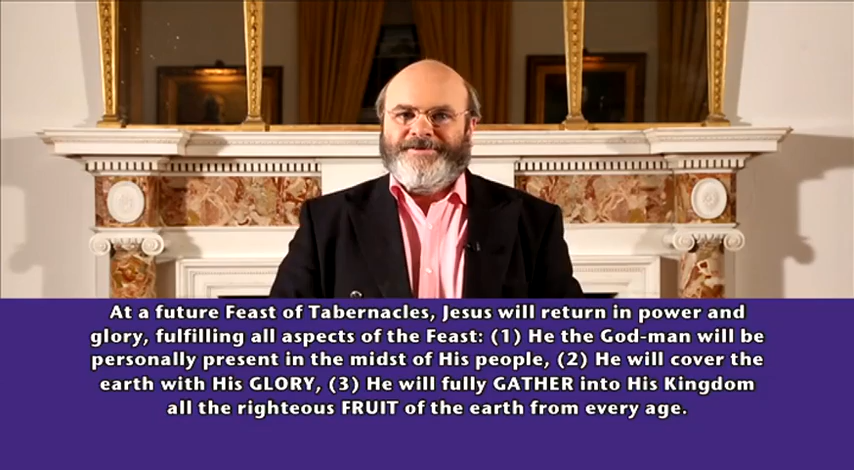 At a future Feast of Tabernacles, Jesus will return in power and
glory, fulfilling all aspects of the Feast: (1) He the God-man will be
personally present in the midst of His people, (2) He will cover the
earth with His GLORY, (3) He will fully GATHER into His Kingdom
all the righteous FRUIT of the earth from every age.